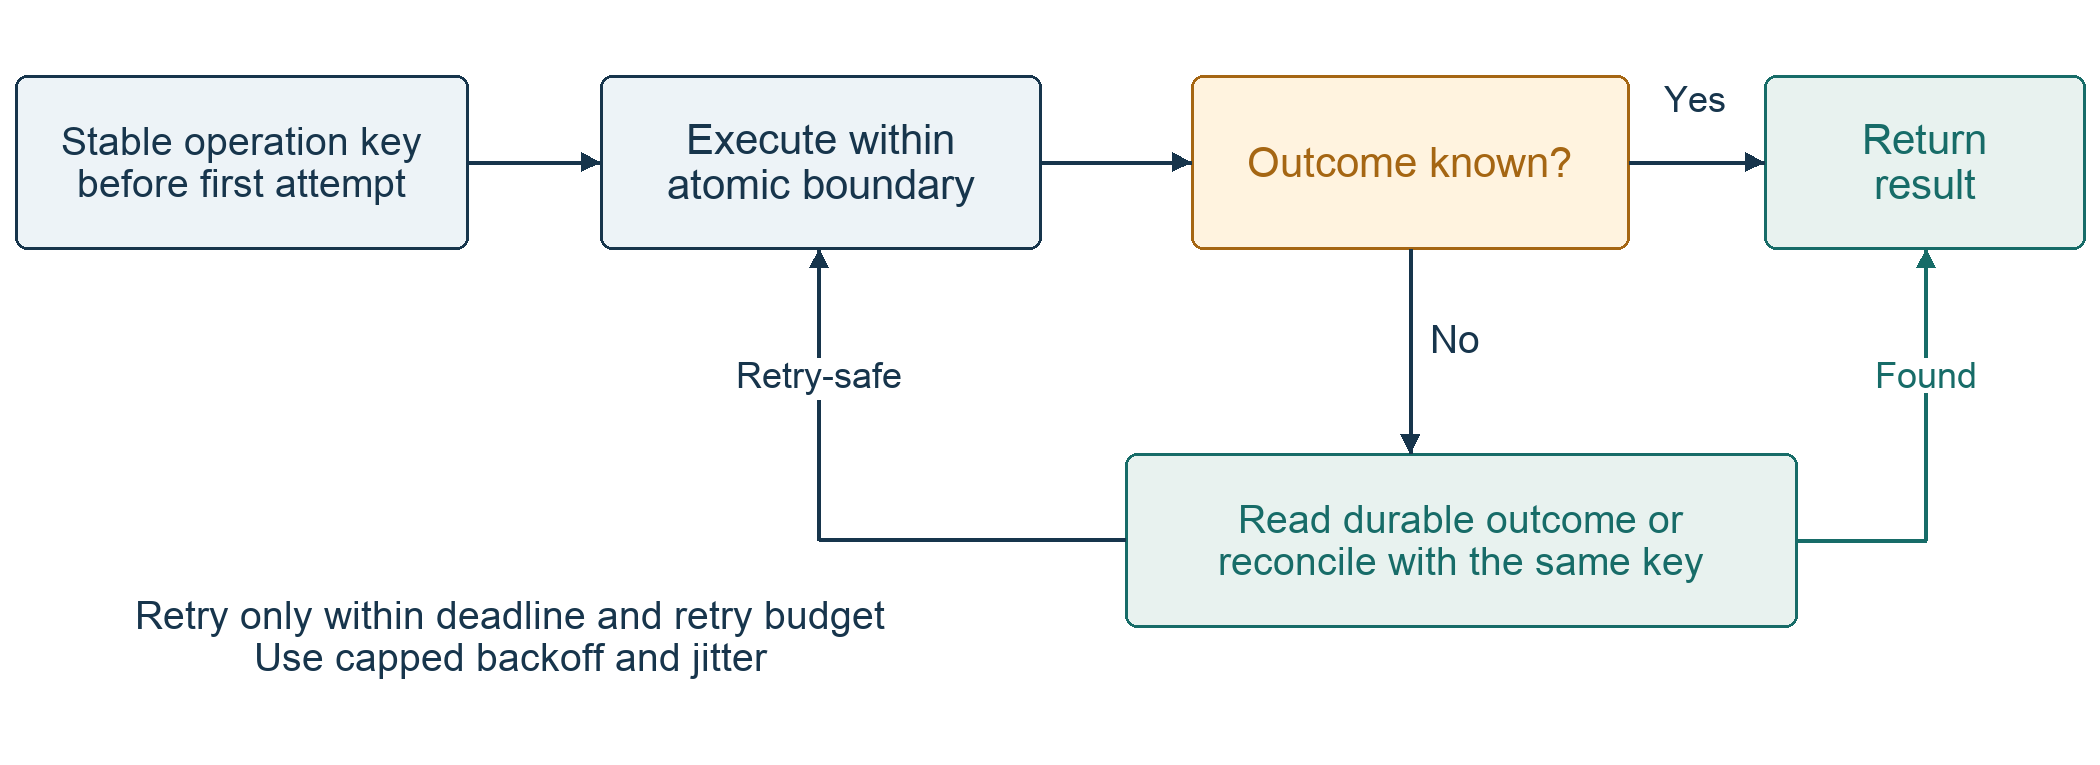 Stable operation key
before first attempt
Execute within
atomic boundary
Outcome known?
Yes
Return
result
No
Retry-safe
Found
Read durable outcome or
reconcile with the same key
Retry only within deadline and retry budget
Use capped backoff and jitter